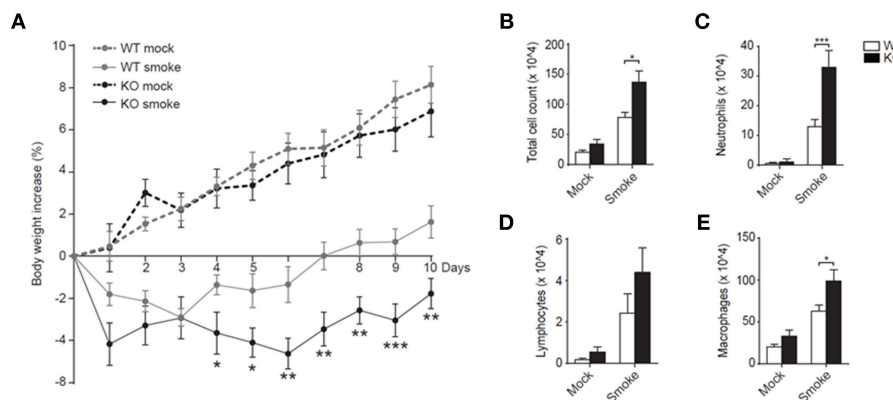 A
Body weight increase (%)
10
8
6
4
2
0
-2
-4
-6
-8
WT mock
WT smoke
KO mock
KO smoke
2 3 4 5 8 9 10 Days
* * ** ** ** *** **
B
Total cell count (x 10^4)
200
150
100
50
0
*
Mock
Smoke
C
Neutrophils (x 10^4)
40
30
20
10
0
***
Mock
Smoke
D
Lymphocytes (x 10^4)
6
4
2
0
Mock
Smoke
E
Macrophages (x 10^4)
150
100
50
0
*
Mock
Smoke